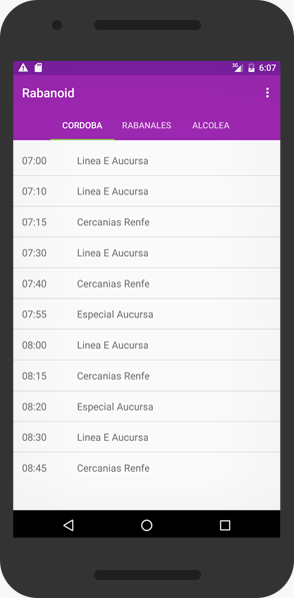 3G 6:07
Rabanoid
CORDOBA RABANALES ALCOLEA
07:00 Linea E Aucursa
07:10 Linea E Aucursa
07:15 Cercanias Renfe
07:30 Linea E Aucursa
07:40 Cercanias Renfe
07:55 Especial Aucursa
08:00 Linea E Aucursa
08:15 Cercanias Renfe
08:20 Especial Aucursa
08:30 Linea E Aucursa
08:45 Cercanias Renfe